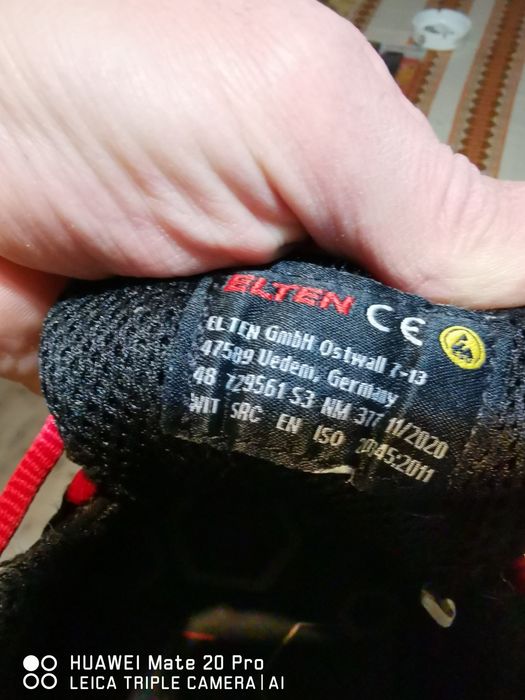 ELTEN CE
ELTEN GmbH Ostwall 7-13
47589 Uedem, Germany
48 729561 S3 NM 377 11/2020
WIT SRC EN ISO 20345:2011
HUAWEI Mate 20 Pro
LEICA TRIPLE CAMERA | AI